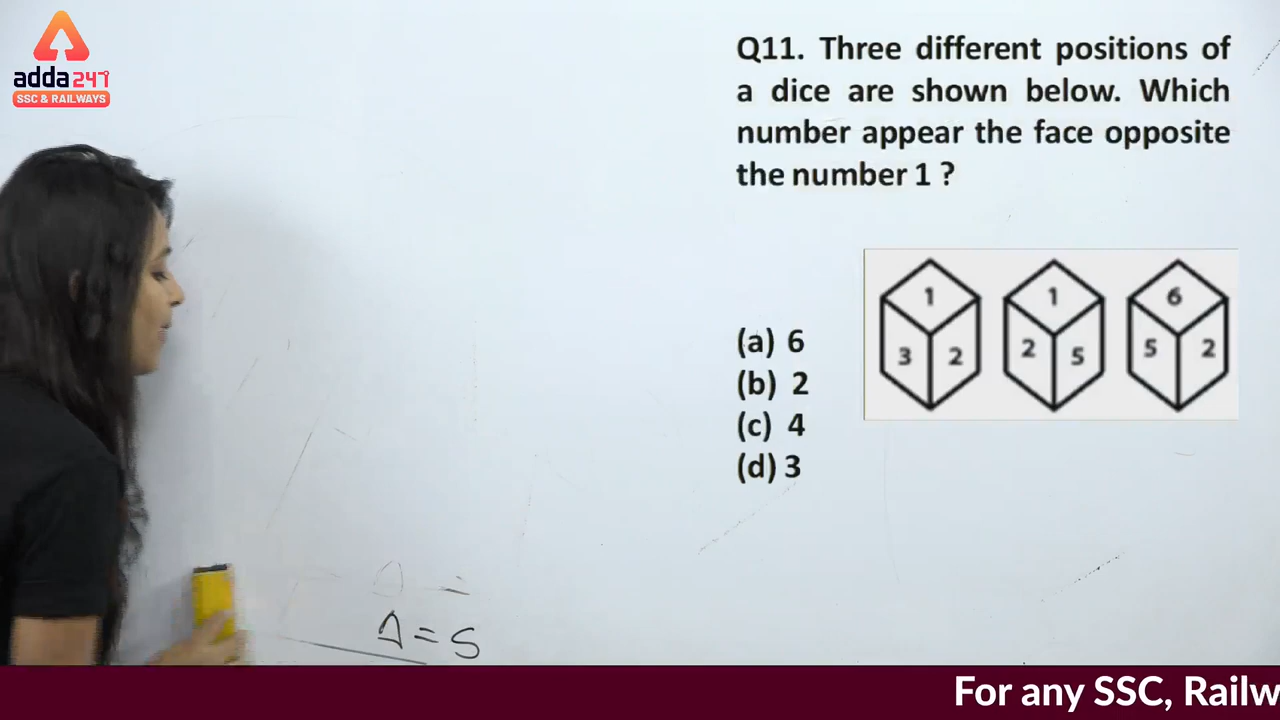 adda247
SSC & RAILWAYS
Q11. Three different positions of
a dice are shown below. Which
number appear the face opposite
the number 1 ?
(a) 6
(b) 2
(c) 4
(d) 3
1
3 2
1
2 5
6
5 2
= S
For any SSC, Railw